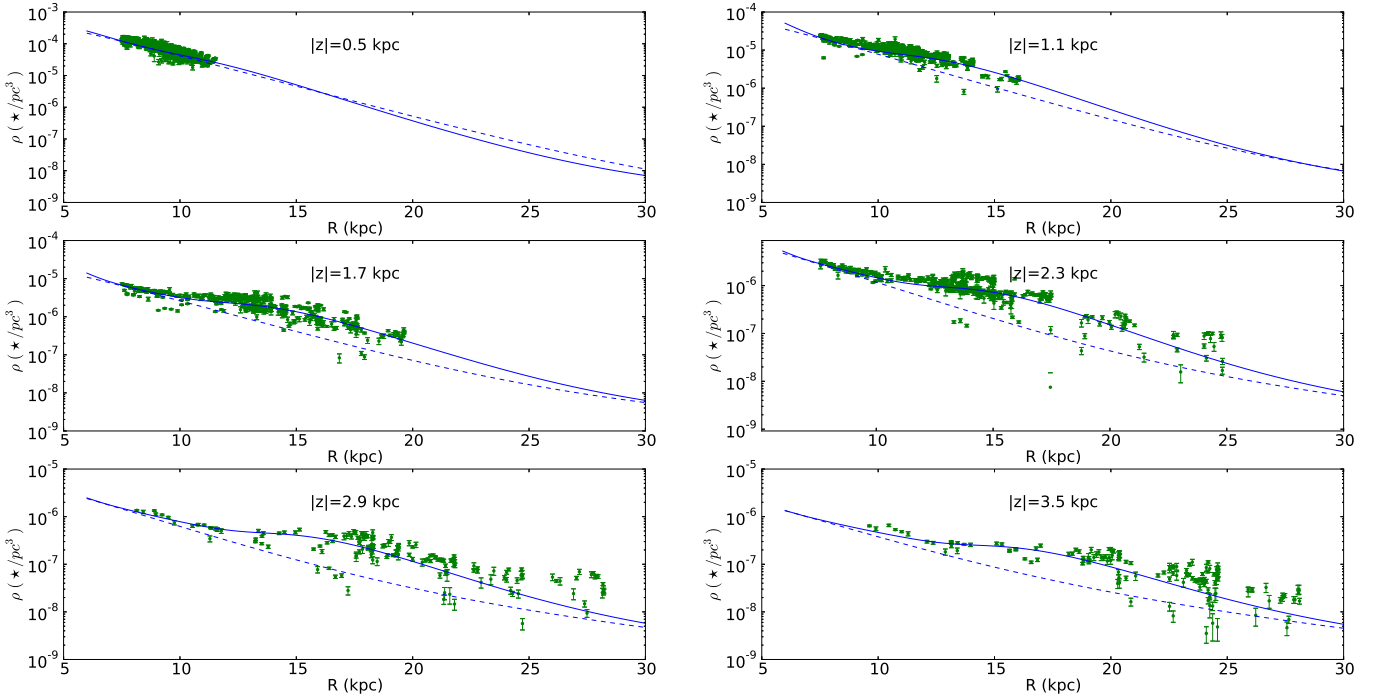 |z|=0.5 kpc
ρ (★/pc³)
10⁻³
10⁻⁴
10⁻⁵
10⁻⁶
10⁻⁷
10⁻⁸
10⁻⁹
5 10 15 20 25 30
R (kpc)
|z|=1.1 kpc
ρ (★/pc³)
10⁻⁴
10⁻⁵
10⁻⁶
10⁻⁷
10⁻⁸
10⁻⁹
5 10 15 20 25 30
R (kpc)
|z|=1.7 kpc
ρ (★/pc³)
10⁻⁴
10⁻⁵
10⁻⁶
10⁻⁷
10⁻⁸
10⁻⁹
5 10 15 20 25 30
R (kpc)
|z|=2.3 kpc
ρ (★/pc³)
10⁻⁶
10⁻⁷
10⁻⁸
10⁻⁹
10 15 20 25 30
R (kpc)
|z|=2.9 kpc
ρ (★/pc³)
10⁻⁵
10⁻⁶
10⁻⁷
10⁻⁸
10⁻⁹
5 10 15 20 25 30
R (kpc)
|z|=3.5 kpc
ρ (★/pc³)
10⁻⁵
10⁻⁶
10⁻⁷
10⁻⁸
10⁻⁹
5 10 15 20 25 30
R (kpc)